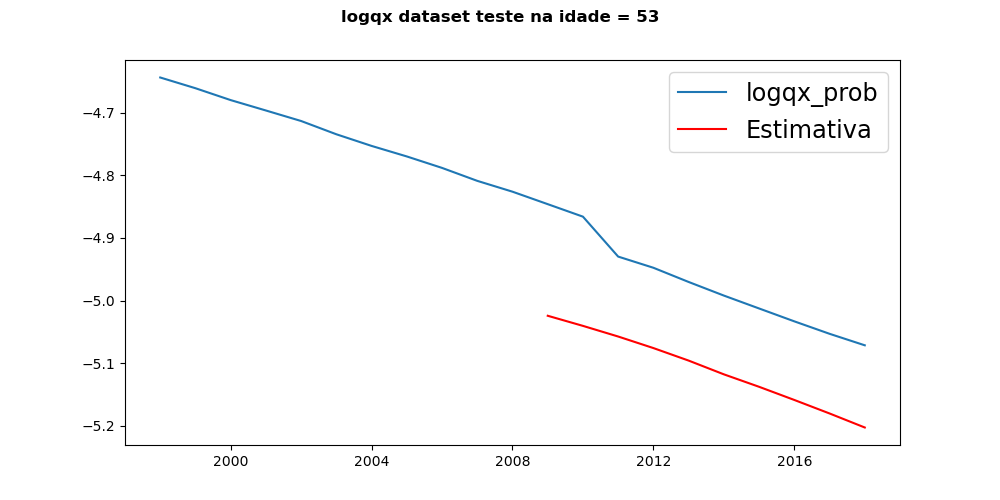 logqx dataset teste na idade = 53
logqx_prob
Estimativa
−4.7
−4.8
−4.9
−5.0
−5.1
−5.2
2000 2004 2008 2012 2016